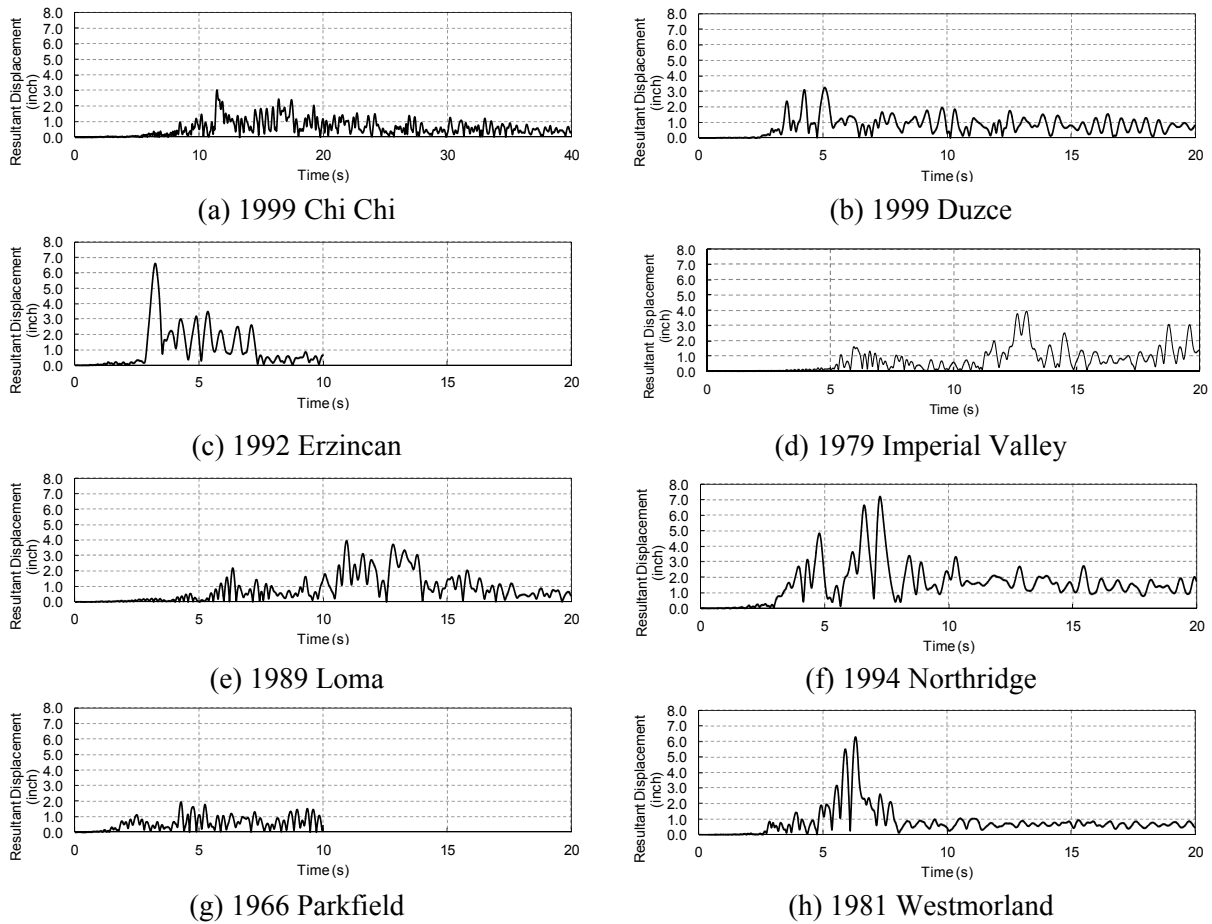 Resultant Displacement
(inch)
8.0
7.0
6.0
5.0
4.0
3.0
2.0
1.0
0.0
0 10 20 30 40
Time (s)
(a) 1999 Chi Chi
Resultant Displacement
(inch)
8.0
7.0
6.0
5.0
4.0
3.0
2.0
1.0
0.0
0 5 10 15 20
Time (s)
(b) 1999 Duzce
Resultant Displacement
(inch)
8.0
7.0
6.0
5.0
4.0
3.0
2.0
1.0
0.0
0 5 10 15 20
Time (s)
(c) 1992 Erzincan
Resultant Displacement
(inch)
8.0
7.0
6.0
5.0
4.0
3.0
2.0
1.0
0.0
0 5 10 15 20
Time (s)
(d) 1979 Imperial Valley
Resultant Displacement
(inch)
8.0
7.0
6.0
5.0
4.0
3.0
2.0
1.0
0.0
0 5 10 15 20
Time (s)
(e) 1989 Loma
Resultant Displacement
(inch)
8.0
7.0
6.0
5.0
4.0
3.0
2.0
1.0
0.0
0 5 10 15 20
Time (s)
(f) 1994 Northridge
Resultant Displacement
(inch)
8.0
7.0
6.0
5.0
4.0
3.0
2.0
1.0
0.0
0 5 10 15 20
Time (s)
(g) 1966 Parkfield
Resultant Displacement
(inch)
8.0
7.0
6.0
5.0
4.0
3.0
2.0
1.0
0.0
0 5 10 15 20
Time (s)
(h) 1981 Westmorland